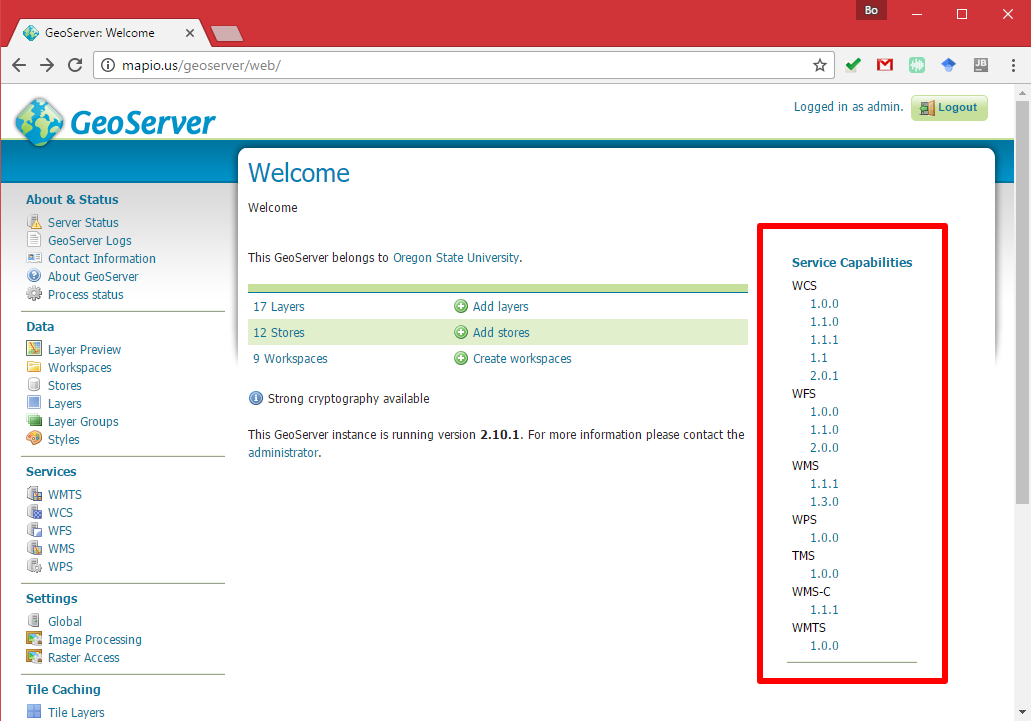 Bo
GeoServer: Welcome
mapio.us/geoserver/web/
JB
GeoServer
Logged in as admin.
Logout
About & Status
Server Status
GeoServer Logs
Contact Information
About GeoServer
Process status
Data
Layer Preview
Workspaces
Stores
Layers
Layer Groups
Styles
Services
WMTS
WCS
WFS
WMS
WPS
Settings
Global
Image Processing
Raster Access
Tile Caching
Tile Layers
Welcome
Welcome
This GeoServer belongs to Oregon State University.
17 Layers Add layers
12 Stores Add stores
9 Workspaces Create workspaces
Strong cryptography available
This GeoServer instance is running version 2.10.1. For more information please contact the
administrator.
Service Capabilities
WCS
1.0.0
1.1.0
1.1.1
1.1
2.0.1
WFS
1.0.0
1.1.0
2.0.0
WMS
1.1.1
1.3.0
WPS
1.0.0
TMS
1.0.0
WMS-C
1.1.1
WMTS
1.0.0